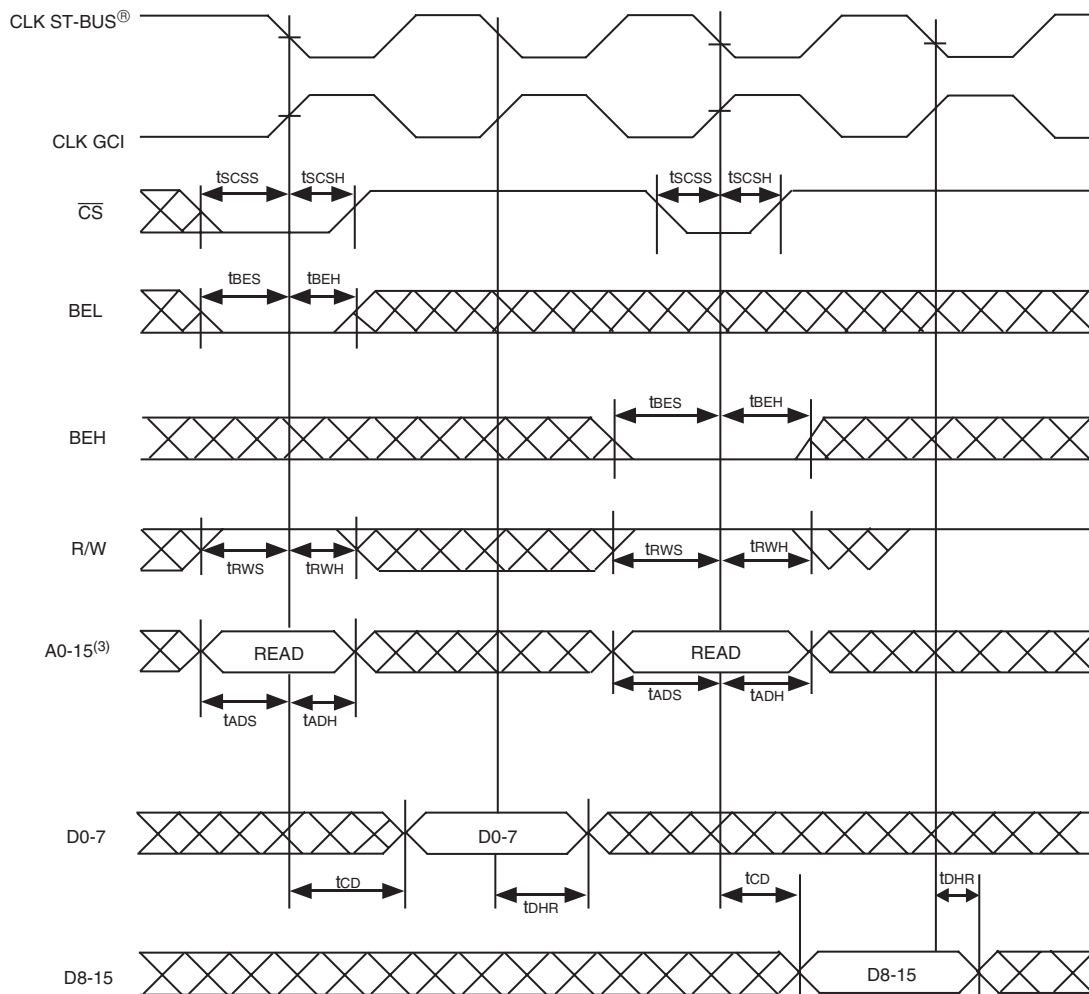 CLK ST-BUS®
CLK GCI
tSCSS tSCSH tSCSS tSCSH
CS
tBES tBEH
BEL
tBES tBEH
BEH
R/W
tRWS tRWH tRWS tRWH
A0-15(3) READ READ
tADS tADH tADS tADH
D0-7 D0-7
tCD tDHR tCD tDHR
D8-15 D8-15